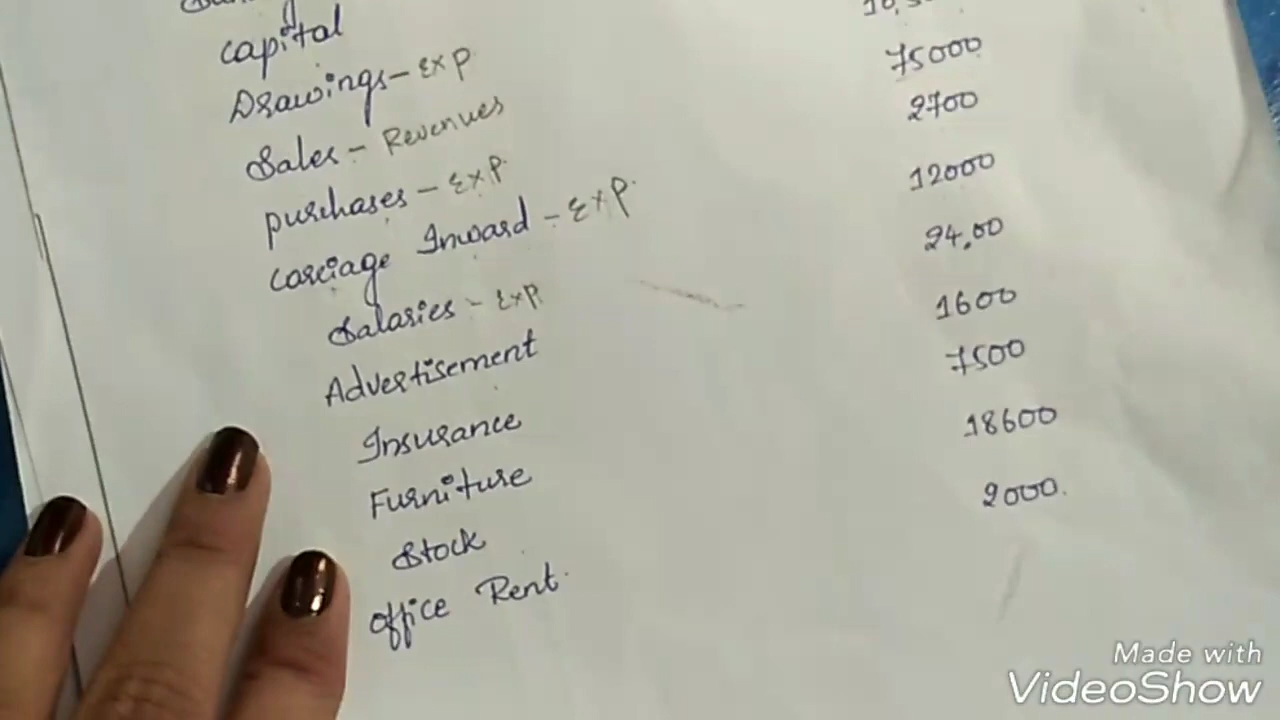 capital
Drawings - Exp
Sales - Revenues
purchases - Exp. 75000
carriage Inward - Exp. 2700
Salaries - Exp. 12000
Advertisement 24,00
Insurance 1600
Furniture 7500
Stock 18600
office Rent. 2000.
Made with
VideoShow